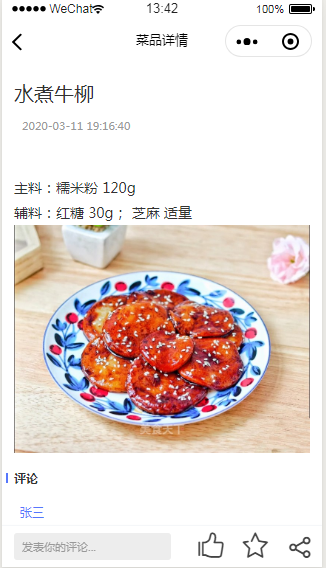 WeChat
13:42
100%
菜品详情
水煮牛柳
2020-03-11 19:16:40
主料：糯米粉 120g
辅料：红糖 30g； 芝麻 适量
评论
张三
发表你的评论...